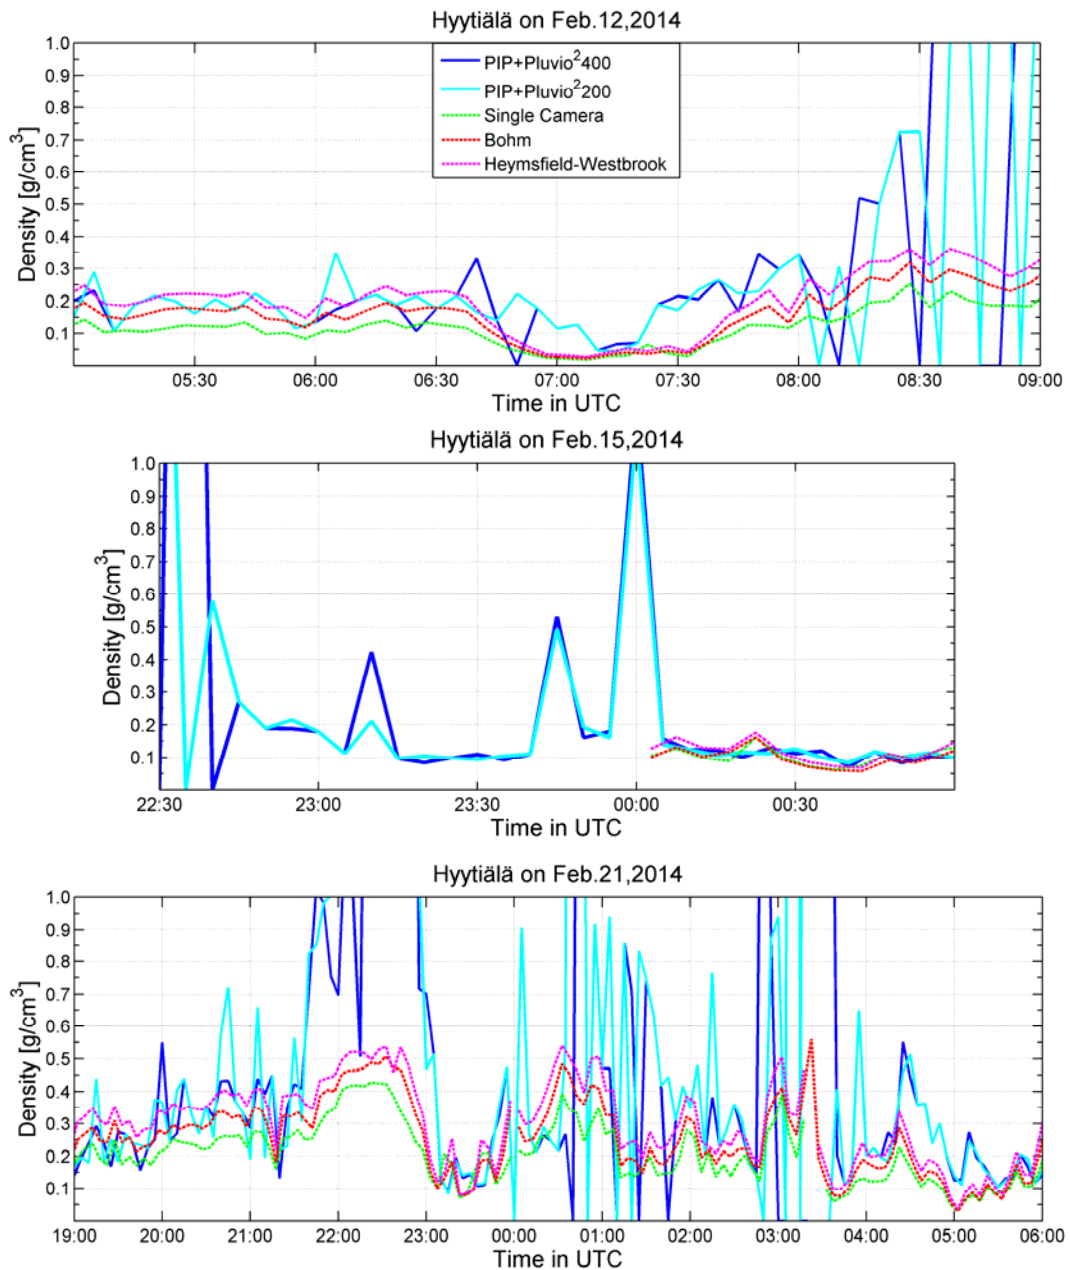 Hyytiälä on Feb.12,2014
Density [g/cm³]
1.0
0.9
0.8
0.7
0.6
0.5
0.4
0.3
0.2
0.1
PIP+Pluvio²400
PIP+Pluvio²200
Single Camera
Bohm
Heymsfield-Westbrook
05:30 06:00 06:30 07:00 07:30 08:00 08:30 09:00
Time in UTC
Hyytiälä on Feb.15,2014
Density [g/cm³]
1.0
0.9
0.8
0.7
0.6
0.5
0.4
0.3
0.2
0.1
22:30 23:00 23:30 00:00 00:30
Time in UTC
Hyytiälä on Feb.21,2014
Density [g/cm³]
1.0
0.9
0.8
0.7
0.6
0.5
0.4
0.3
0.2
0.1
19:00 20:00 21:00 22:00 23:00 00:00 01:00 02:00 03:00 04:00 05:00 06:00
Time in UTC